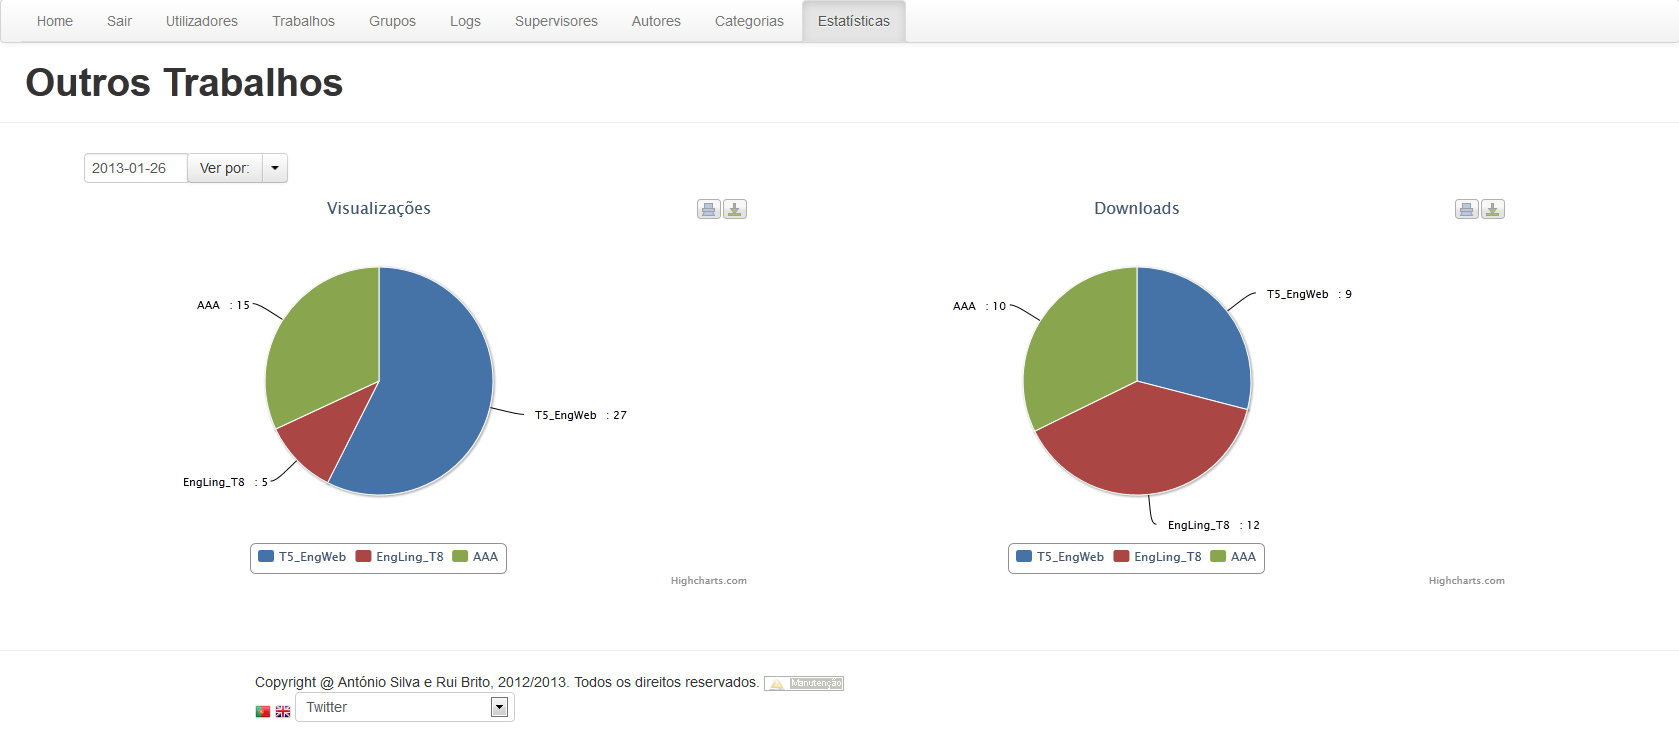 Home Sair Utilizadores Trabalhos Grupos Logs Supervisores Autores Categorias Estatísticas
Outros Trabalhos
2013-01-26 Ver por:
Visualizações
AAA : 15
T5_EngWeb : 27
EngLing_T8 : 5
T5_EngWeb EngLing_T8 AAA
Highcharts.com
Downloads
T5_EngWeb : 9
AAA : 10
EngLing_T8 : 12
T5_EngWeb EngLing_T8 AAA
Highcharts.com
Copyright @ António Silva e Rui Brito, 2012/2013. Todos os direitos reservados. Manutenção
Twitter